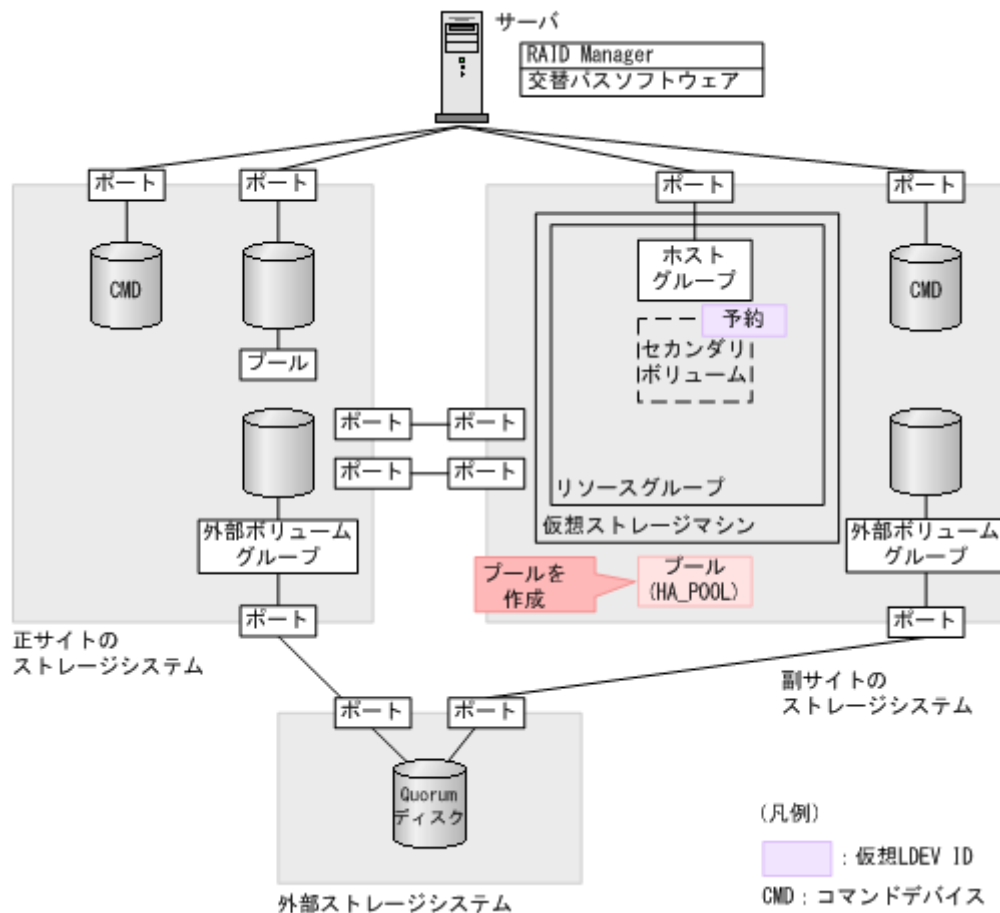 サーバ
RAID Manager
交替パスソフトウェア
ポート
ポート
ポート
ポート
CMD
ホスト
グループ
CMD
予約
セカンダリ
ボリューム
プール
ポート
ポート
ポート
ポート
リソースグループ
仮想ストレージマシン
外部ボリューム
グループ
外部ボリューム
グループ
プールを
作成
プール
(HA_POOL)
ポート
ポート
正サイトの
ストレージシステム
副サイトの
ストレージシステム
ポート
ポート
Quorum
ディスク
外部ストレージシステム
(凡例)
：仮想LDEV ID
CMD：コマンドデバイス